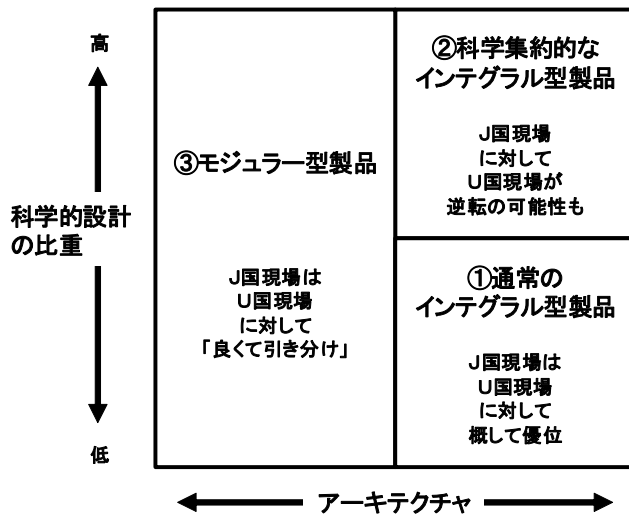 高
科学的設計
の比重
低
③モジュラー型製品
J国現場は
U国現場
に対して
「良くて引き分け」
②科学集約的な
インテグラル型製品
J国現場
に対して
U国現場が
逆転の可能性も
①通常の
インテグラル型製品
J国現場は
U国現場
に対して
概して優位
アーキテクチャ